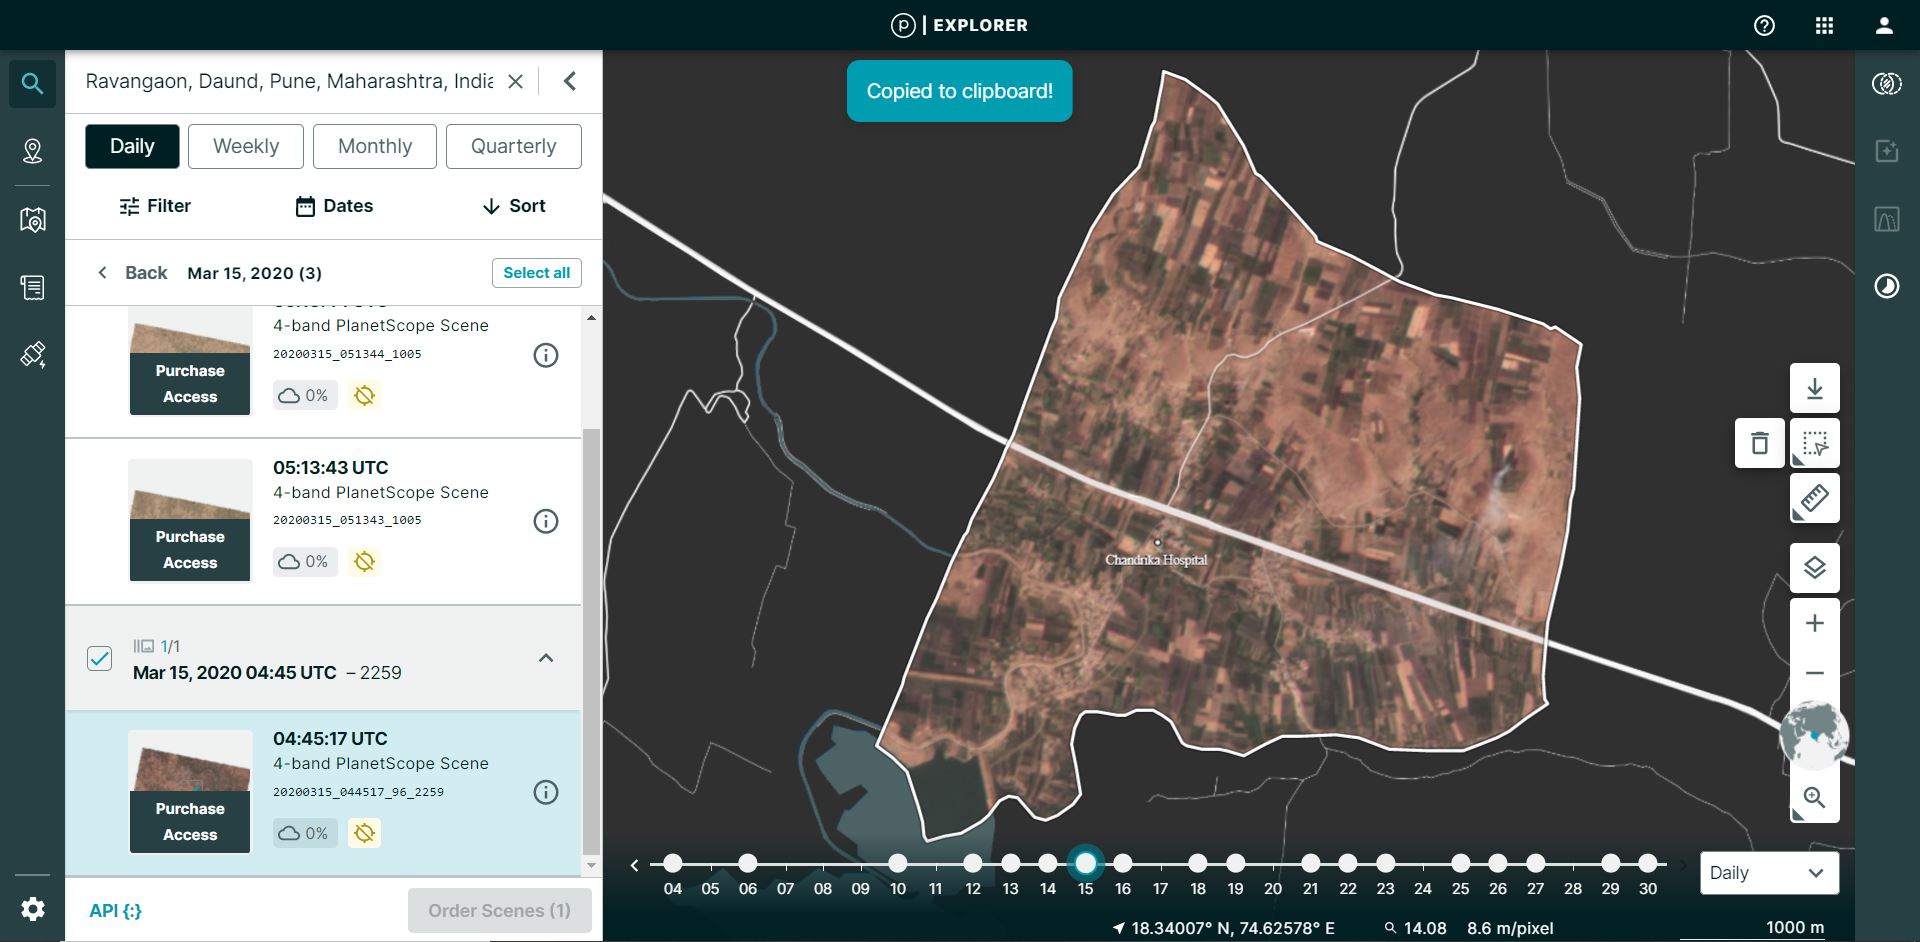 EXPLORER
Ravangaon, Daund, Pune, Maharashtra, India
Copied to clipboard!
Daily
Weekly
Monthly
Quarterly
Filter
Dates
Sort
Back
Mar 15, 2020 (3)
Select all
4-band PlanetScope Scene
20200315_051344_1005
Purchase
Access
0%
05:13:43 UTC
4-band PlanetScope Scene
20200315_051343_1005
Purchase
Access
0%
1/1
Mar 15, 2020 04:45 UTC – 2259
04:45:17 UTC
4-band PlanetScope Scene
20200315_044517_96_2259
Purchase
Access
0%
API {:}
Order Scenes (1)
Chandrika Hospital
04 05 06 07 08 09 10 11 12 13 14 15 16 17 18 19 20 21 22 23 24 25 26 27 28 29 30
Daily
18.34007° N, 74.62578° E
14.08
8.6 m/pixel
1000 m